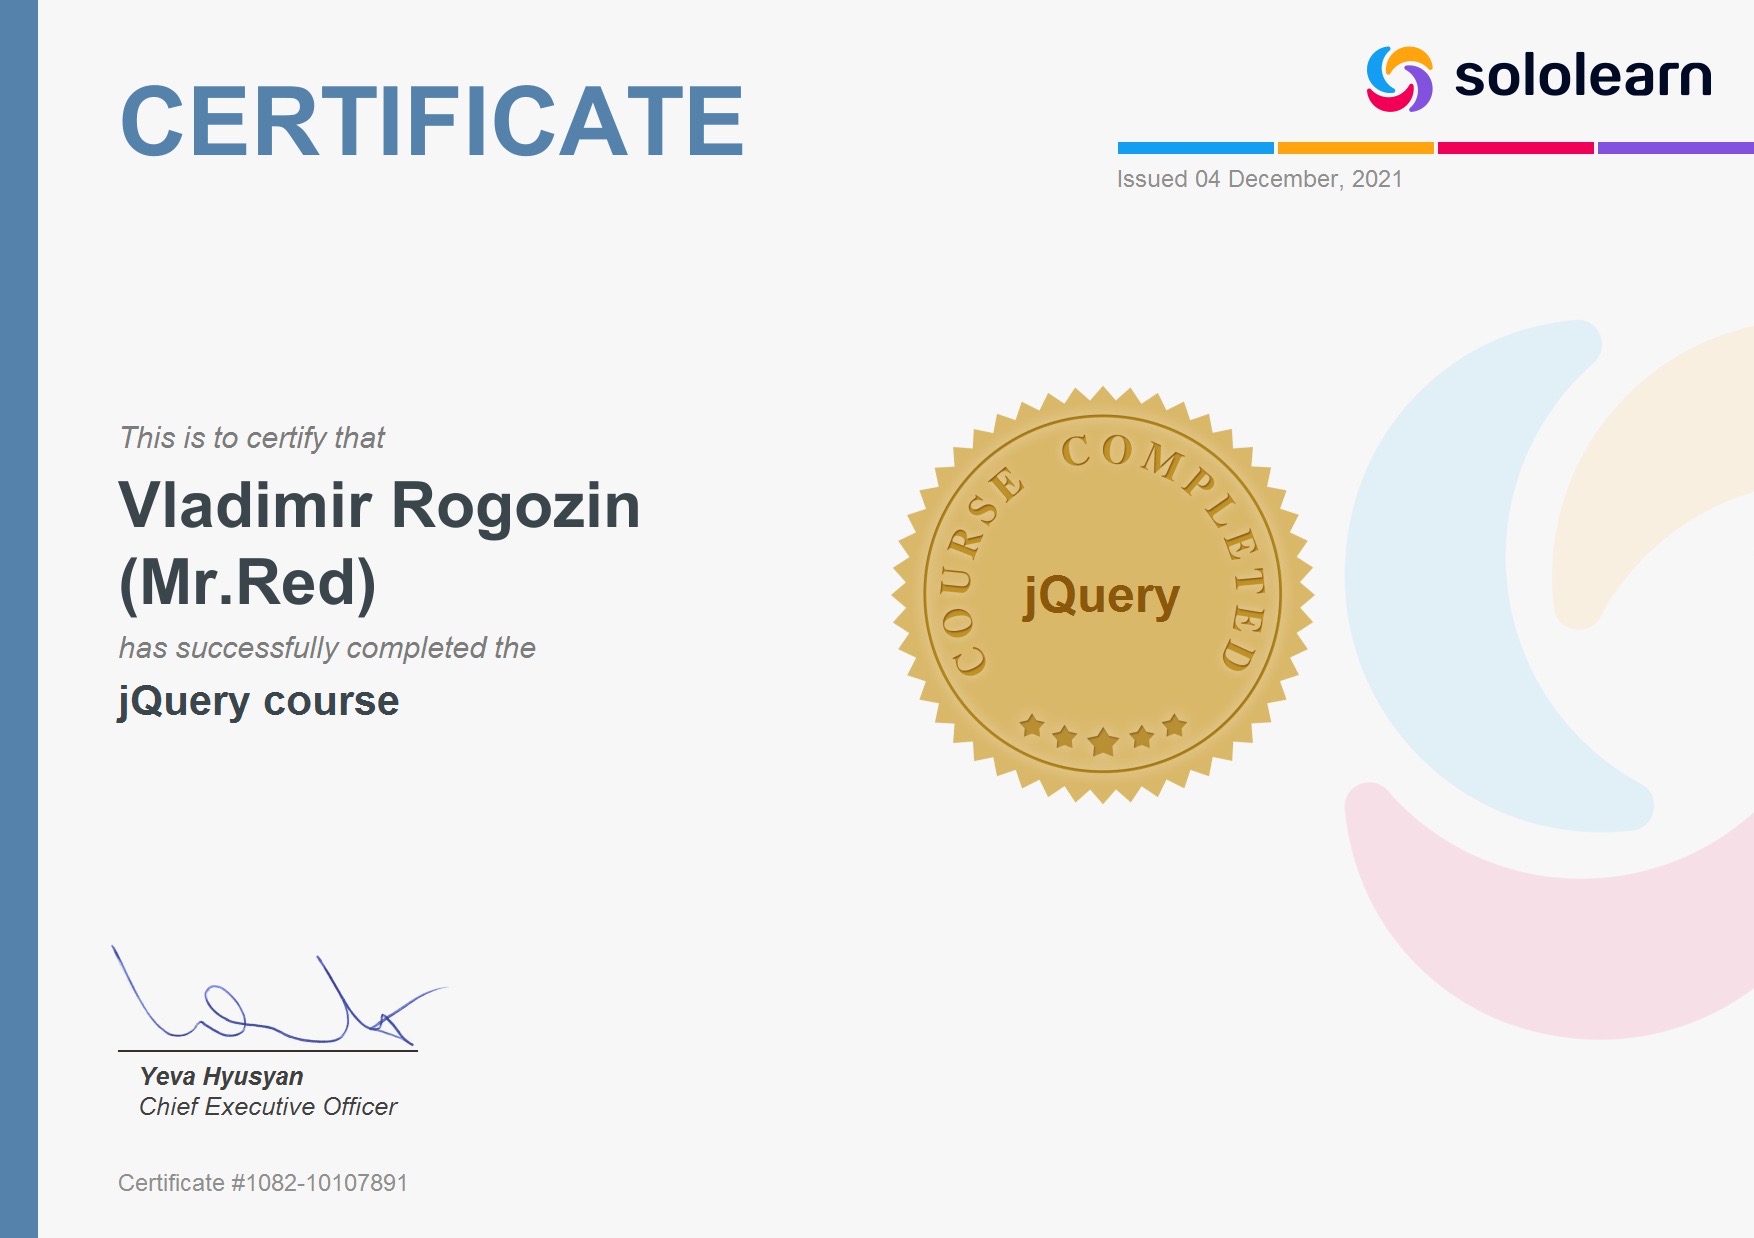 CERTIFICATE
sololearn
Issued 04 December, 2021
This is to certify that
Vladimir Rogozin
(Mr.Red)
has successfully completed the
jQuery course
COURSE COMPLETED
jQuery
Yeva Hyusyan
Chief Executive Officer
Certificate #1082-10107891